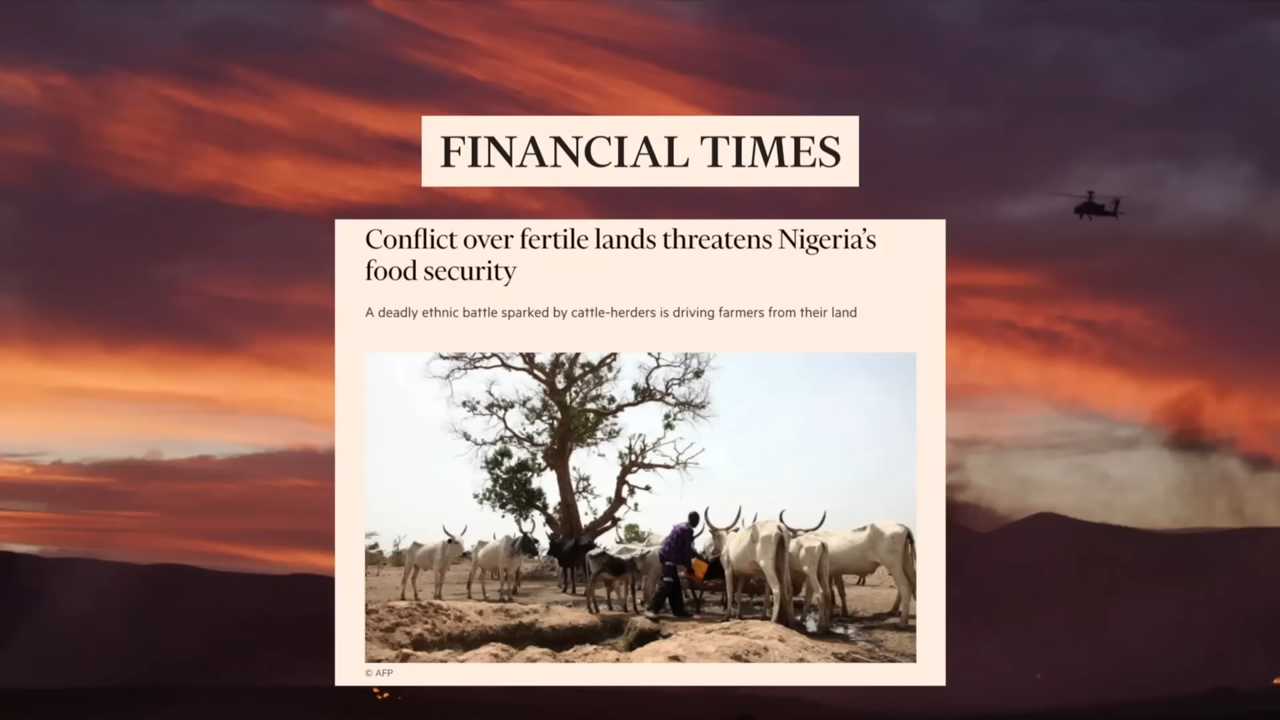 FINANCIAL TIMES
Conflict over fertile lands threatens Nigeria’s
food security
A deadly ethnic battle sparked by cattle-herders is driving farmers from their land
© AFP